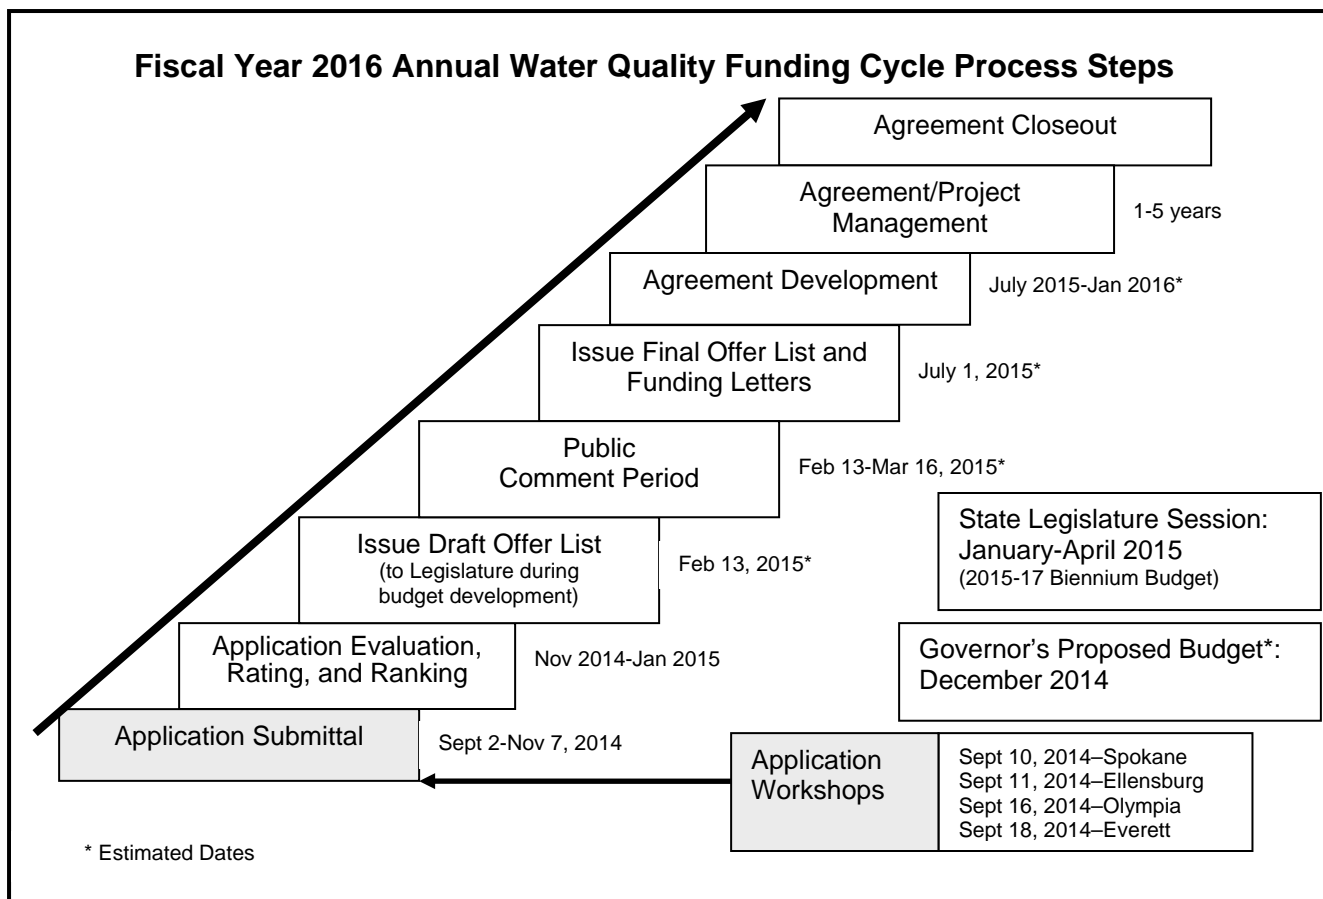 Fiscal Year 2016 Annual Water Quality Funding Cycle Process Steps
Agreement Closeout
Agreement/Project
Management
1-5 years
Agreement Development
July 2015-Jan 2016*
Issue Final Offer List and
Funding Letters
July 1, 2015*
Public
Comment Period
Feb 13-Mar 16, 2015*
Issue Draft Offer List
(to Legislature during
budget development)
Feb 13, 2015*
State Legislature Session:
January-April 2015
(2015-17 Biennium Budget)
Application Evaluation,
Rating, and Ranking
Nov 2014-Jan 2015
Governor's Proposed Budget*:
December 2014
Application Submittal
Sept 2-Nov 7, 2014
Application
Workshops
Sept 10, 2014–Spokane
Sept 11, 2014–Ellensburg
Sept 16, 2014–Olympia
Sept 18, 2014–Everett
* Estimated Dates